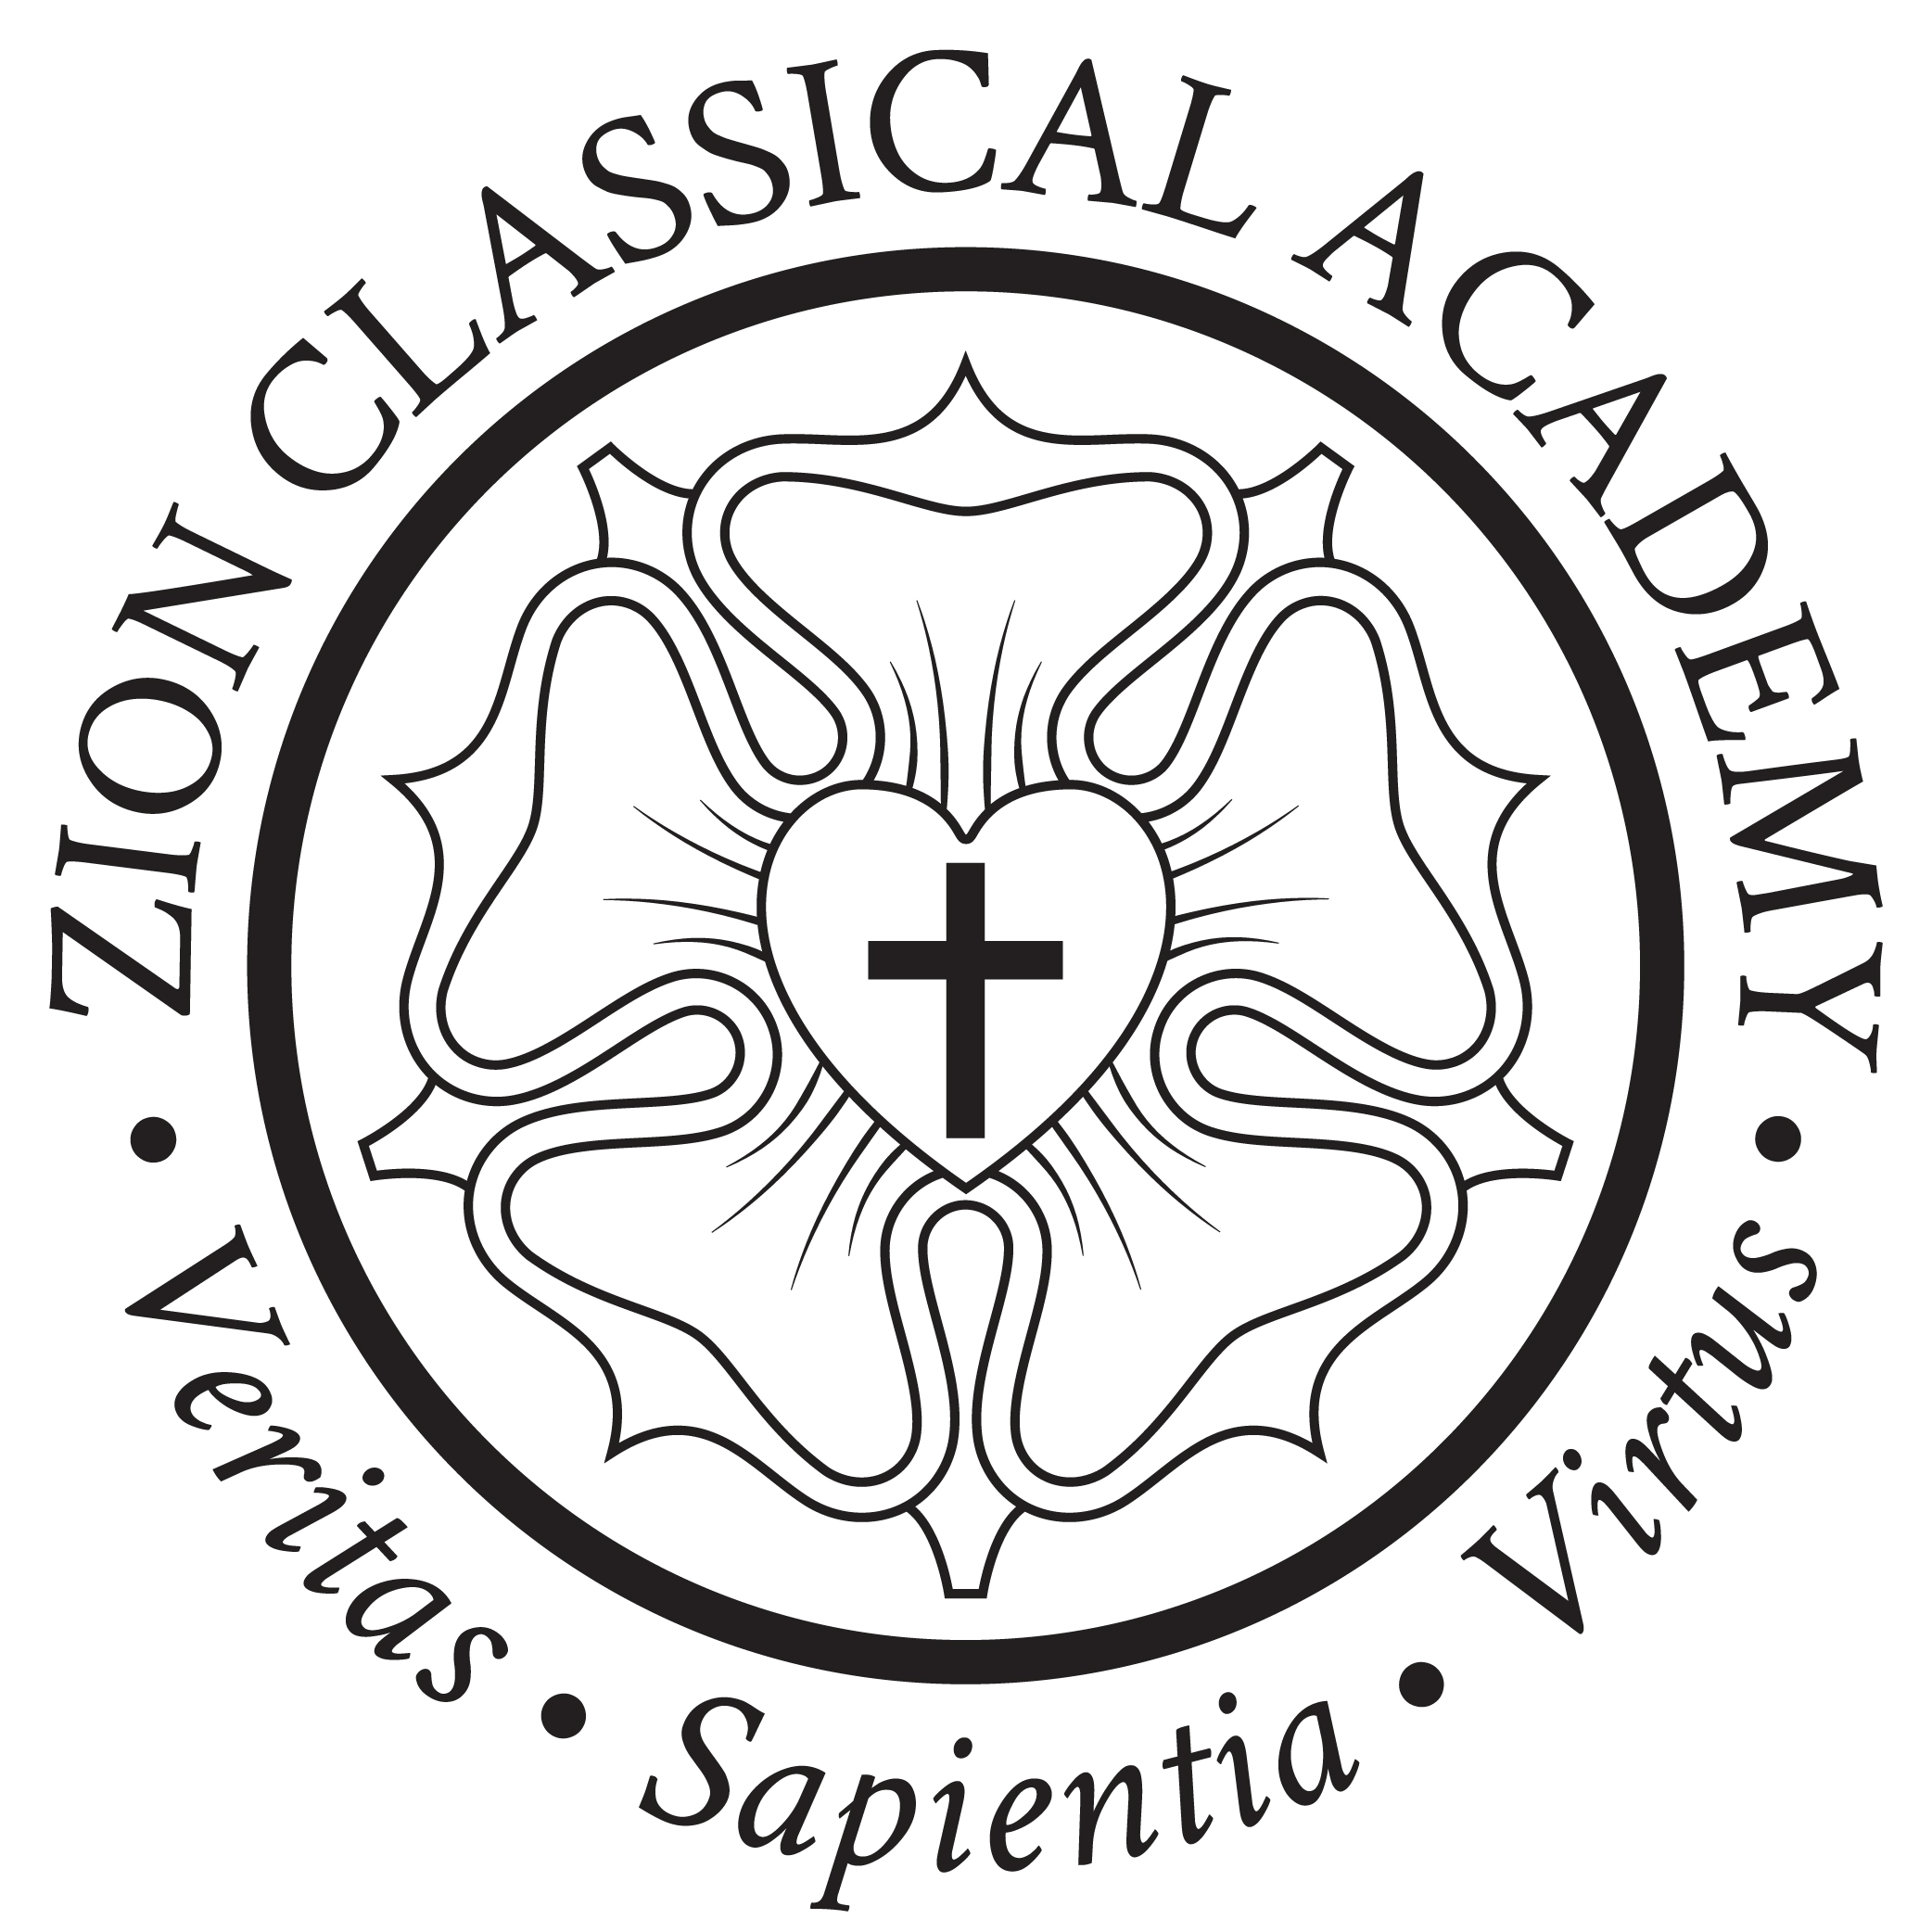 ZION CLASSICAL ACADEMY
• Veritas • Sapientia • Virtus •